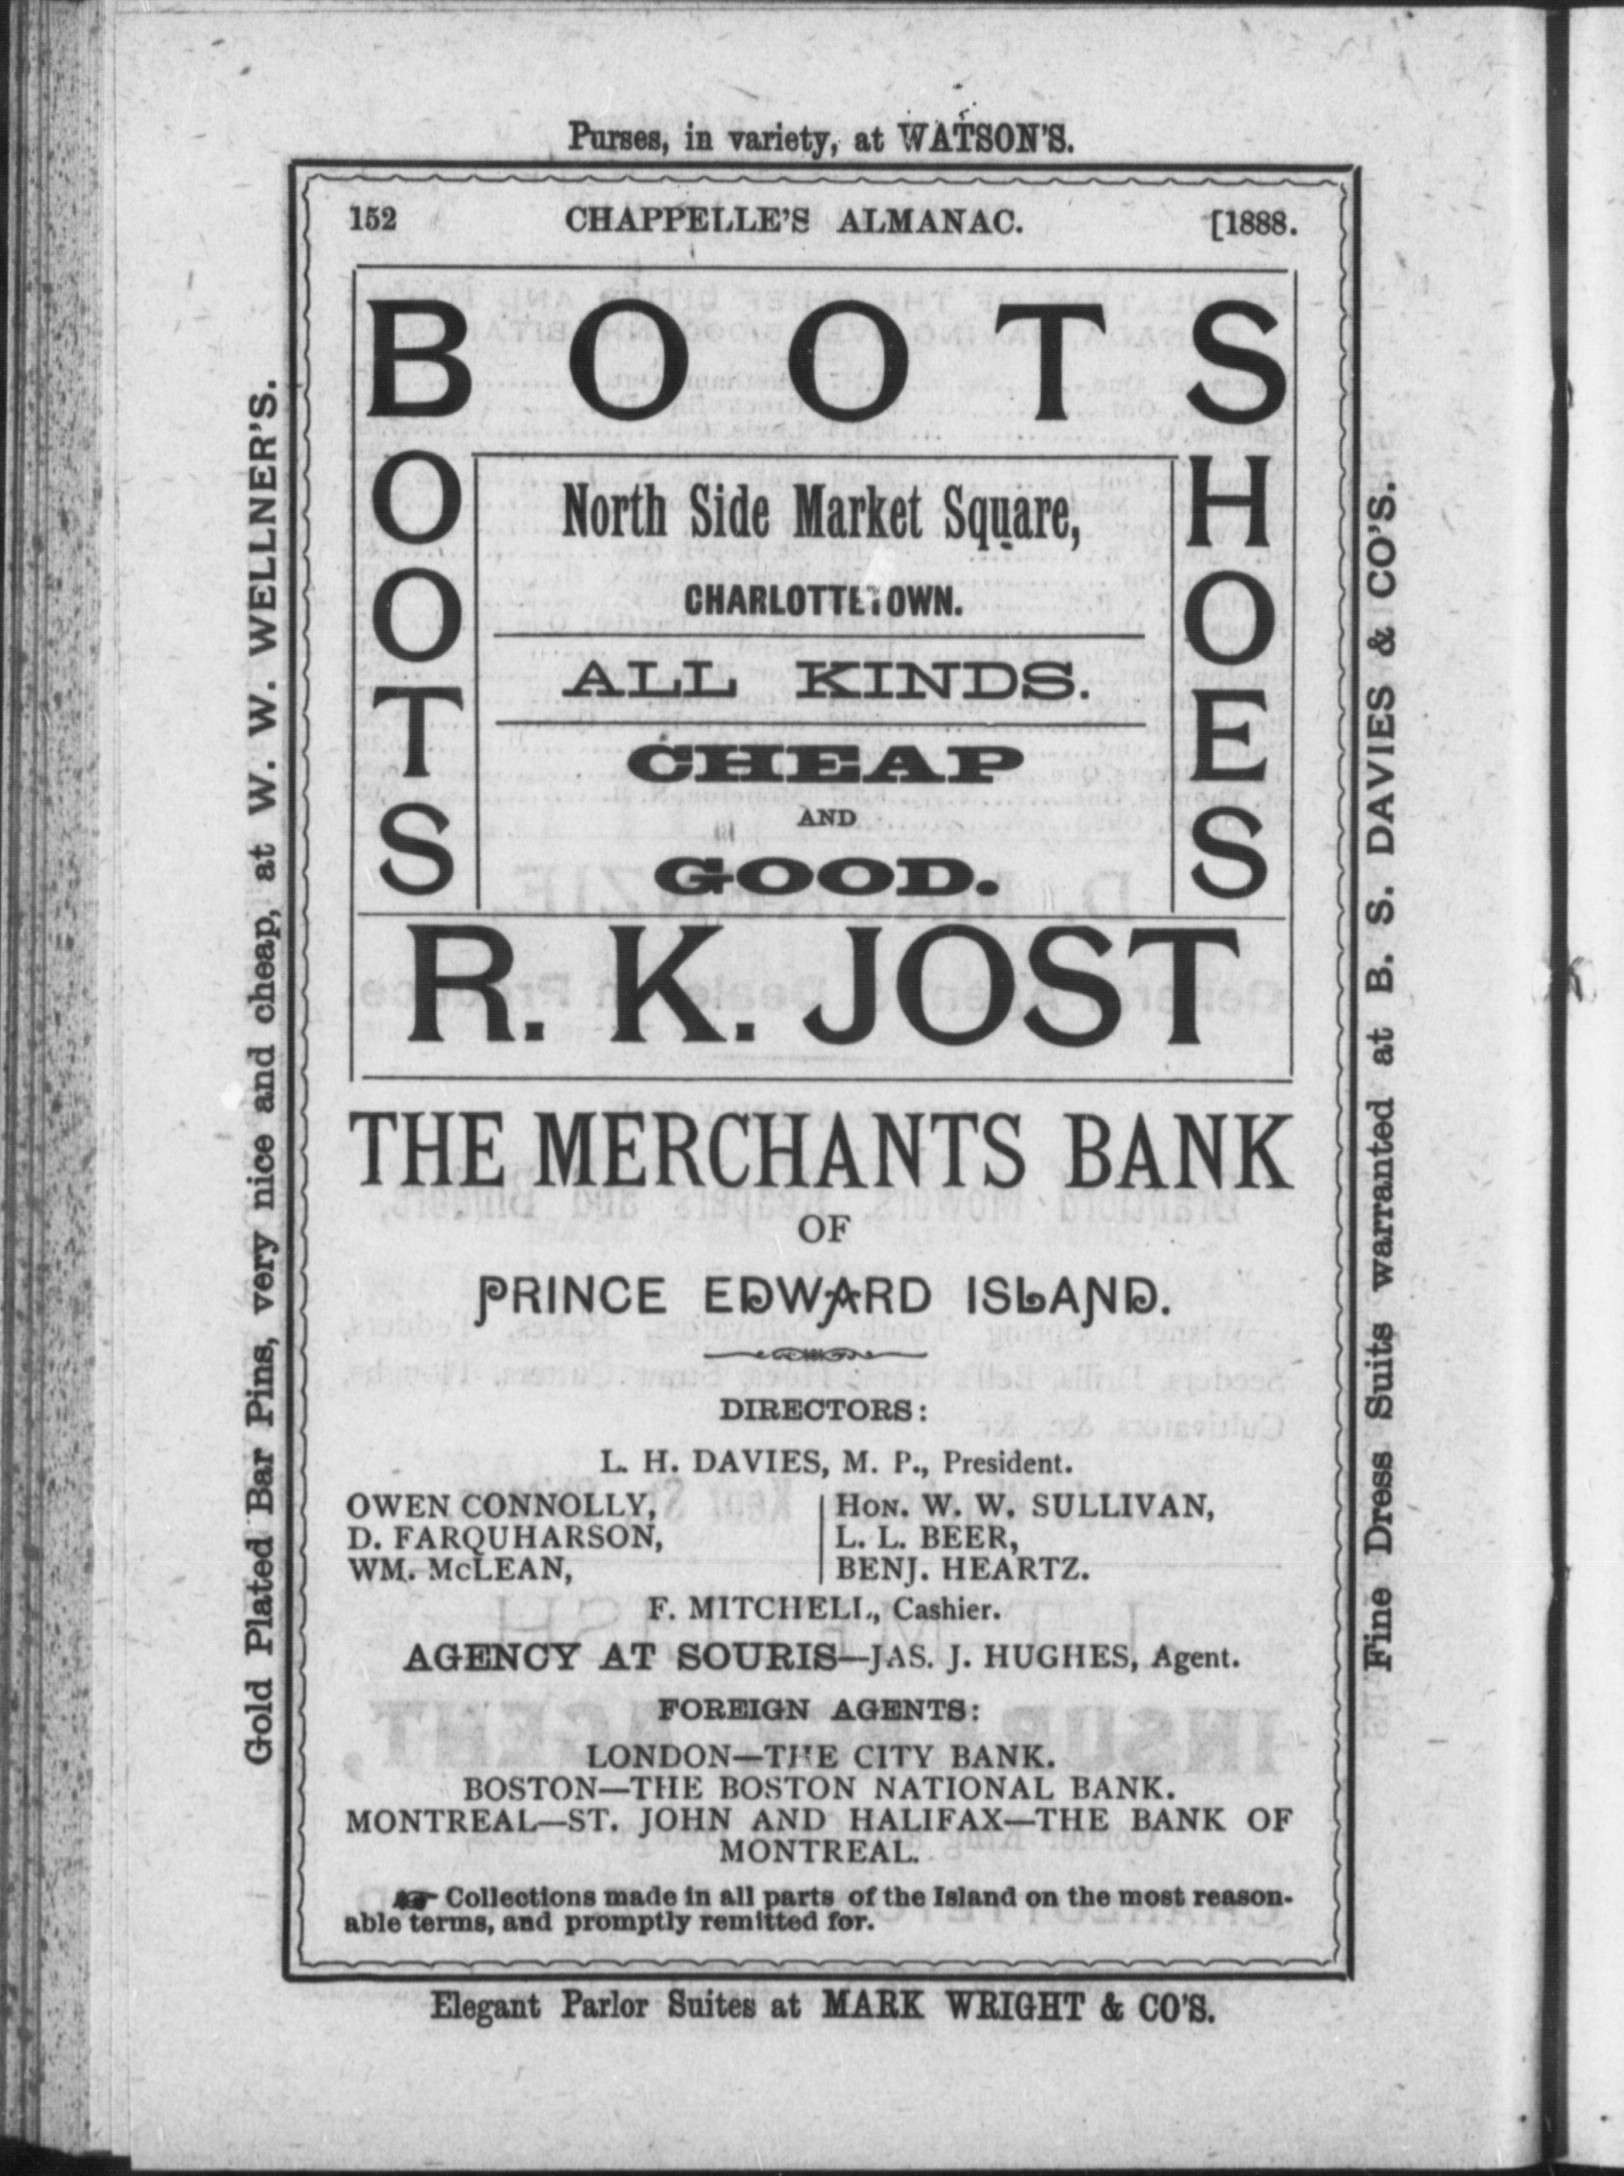 Purses, in variety, at WATSON'S.
152 CHAPPELLE'S ALMANAC. [1888.
BOOTS
BOOTS
SHOES
North Side Market Square,
CHARLOTTETOWN.
ALL KINDS.
CHEAP
AND
GOOD.
R. K. JOST
THE MERCHANTS BANK
OF
PRINCE EDWARD ISLAND.
DIRECTORS:
L. H. DAVIES, M. P., President.
OWEN CONNOLLY,
D. FARQUHARSON,
WM. McLEAN,
HON. W. W. SULLIVAN,
L. L. BEER,
BENJ. HEARTZ.
F. MITCHELL, Cashier.
AGENCY AT SOURIS—JAS. J. HUGHES, Agent.
FOREIGN AGENTS:
LONDON—THE CITY BANK.
BOSTON—THE BOSTON NATIONAL BANK.
MONTREAL—ST. JOHN AND HALIFAX—THE BANK OF
MONTREAL.
☞ Collections made in all parts of the Island on the most reason-
able terms, and promptly remitted for.
Elegant Parlor Suites at MARK WRIGHT & CO'S.
Gold Plated Bar Pins, very nice and cheap, at W. W. WELLNER'S.
Fine Dress Suits warranted at B. S. DAVIES & CO'S.